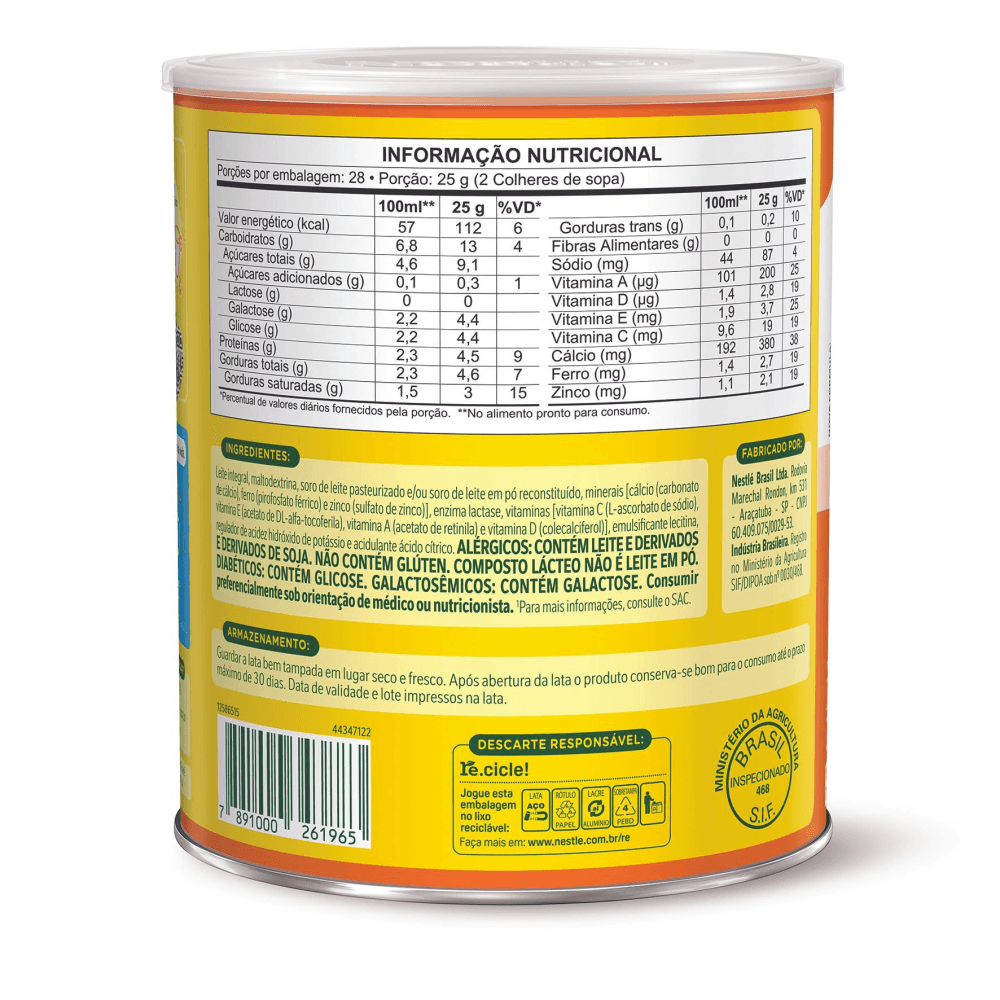 INFORMAÇÃO NUTRICIONAL
Porções por embalagem: 28 • Porção: 25 g (2 Colheres de sopa)
100ml** 25 g %VD*
Valor energético (kcal) 57 112 6
Carboidratos (g) 6,8 13 4
Açúcares totais (g) 4,6 9,1
Açúcares adicionados (g) 0,1 0,3 1
Lactose (g) 0 0
Galactose (g) 2,2 4,4
Glicose (g) 2,2 4,4
Proteínas (g) 2,3 4,5 9
Gorduras totais (g) 2,3 4,6 7
Gorduras saturadas (g) 1,5 3 15
100ml** 25 g %VD*
Gorduras trans (g) 0,1 0,2 10
Fibras Alimentares (g) 0 0 0
Sódio (mg) 44 87 4
Vitamina A (µg) 101 200 25
Vitamina D (µg) 1,4 2,8 19
Vitamina E (mg) 1,9 3,7 25
Vitamina C (mg) 9,6 19 19
Cálcio (mg) 192 380 38
Ferro (mg) 1,4 2,7 19
Zinco (mg) 1,1 2,1 19
*Percentual de valores diários fornecidos pela porção. **No alimento pronto para consumo.
INGREDIENTES:
Leite integral, maltodextrina, soro de leite pasteurizado e/ou soro de leite em pó reconstituído, minerais [cálcio (carbonato
de cálcio), ferro (pirofosfato férrico) e zinco (sulfato de zinco)], enzima lactase, vitaminas [vitamina C (L-ascorbato de sódio),
vitamina E (acetato de DL-alfa-tocoferila), vitamina A (acetato de retinila) e vitamina D (colecalciferol)], emulsificante lecitina,
regulador de acidez hidróxido de potássio e acidulante ácido cítrico. ALÉRGICOS: CONTÉM LEITE E DERIVADOS
E DERIVADOS DE SOJA. NÃO CONTÉM GLÚTEN. COMPOSTO LÁCTEO NÃO É LEITE EM PÓ.
DIABÉTICOS: CONTÉM GLICOSE. GALACTOSÊMICOS: CONTÉM GALACTOSE. Consumir
preferencialmente sob orientação de médico ou nutricionista. ¹Para mais informações, consulte o SAC.
FABRICADO POR:
Nestlé Brasil Ltda. Rodovia
Marechal Rondon, km 531
- Araçatuba - SP - CNPJ
60.409.075/0029-53.
Indústria Brasileira. Registro
no Ministério da Agricultura
SIF/DIPOA sob nº 0030/468.
ARMAZENAMENTO:
Guardar a lata bem tampada em lugar seco e fresco. Após abertura da lata o produto conserva-se bom para o consumo até o prazo
máximo de 30 dias. Data de validade e lote impressos na lata.
12586515
44347122
7 891000 261965
DESCARTE RESPONSÁVEL:
re.cicle!
Jogue esta
embalagem
no lixo
reciclável:
LATA
AÇO
RÓTULO
PAPEL
LACRE
al
ALUMÍNIO
SOBRETAMPA
4
PEBD
Faça mais em: www.nestle.com.br/re
MINISTÉRIO DA AGRICULTURA
BRASIL
INSPECIONADO
468
S.I.F.